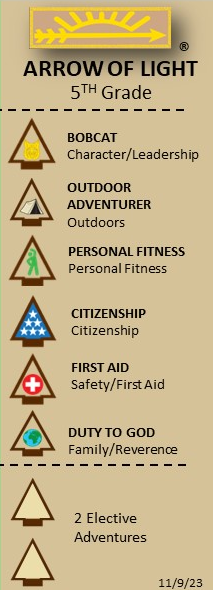 ®
ARROW OF LIGHT
5TH Grade
BOBCAT
Character/Leadership
OUTDOOR
ADVENTURER
Outdoors
PERSONAL FITNESS
Personal Fitness
CITIZENSHIP
Citizenship
FIRST AID
Safety/First Aid
DUTY TO GOD
Family/Reverence
2 Elective
Adventures
11/9/23